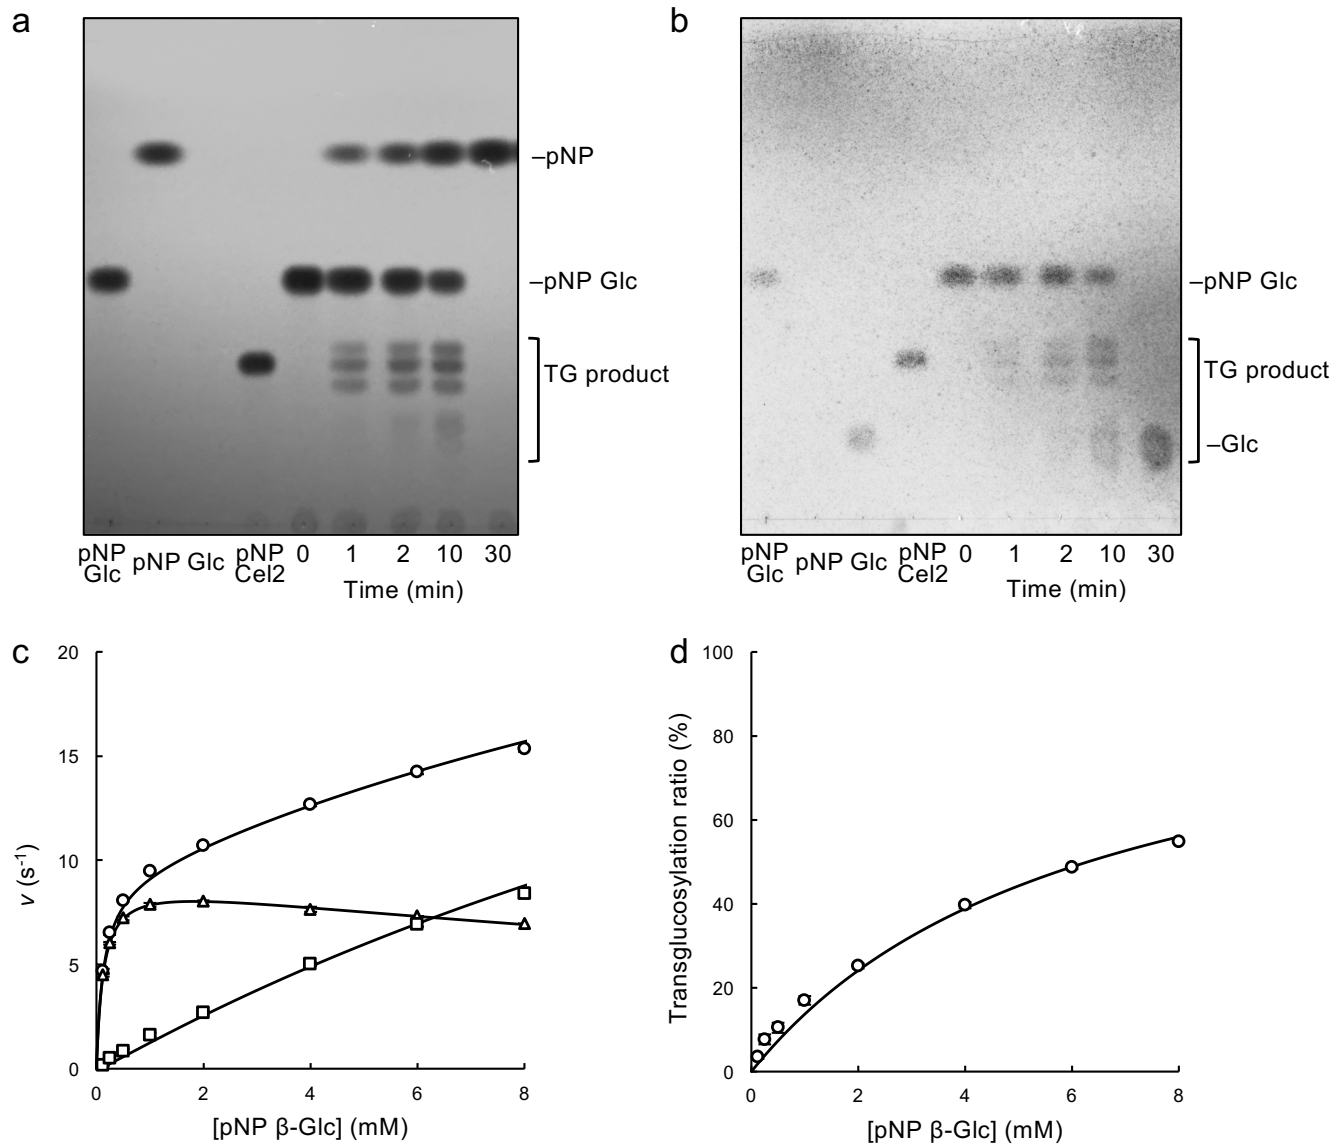 a
–pNP
–pNP Glc
TG product
pNP Glc
pNP
Glc
pNP Cel2
0
1
2
10
30
Time (min)
b
–pNP Glc
TG product
–Glc
pNP Glc
pNP
Glc
pNP Cel2
0
1
2
10
30
Time (min)
c
20
15
10
5
0
v (s⁻¹)
0
2
4
6
8
[pNP β-Glc] (mM)
d
100
80
60
40
20
0
Transglucosylation ratio (%)
0
2
4
6
8
[pNP β-Glc] (mM)